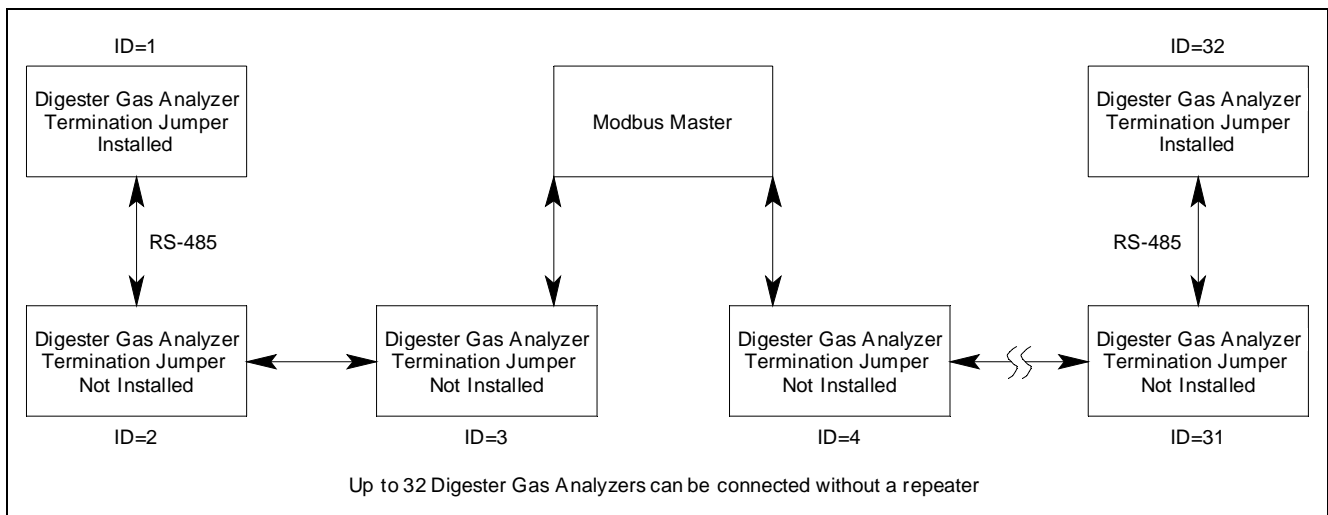 ID=1
Digester Gas Analyzer
Termination Jumper
Installed
RS-485
Digester Gas Analyzer
Termination Jumper
Not Installed
ID=2
Digester Gas Analyzer
Termination Jumper
Not Installed
ID=3
Modbus Master
Digester Gas Analyzer
Termination Jumper
Not Installed
ID=4
ID=32
Digester Gas Analyzer
Termination Jumper
Installed
RS-485
Digester Gas Analyzer
Termination Jumper
Not Installed
ID=31
Up to 32 Digester Gas Analyzers can be connected without a repeater